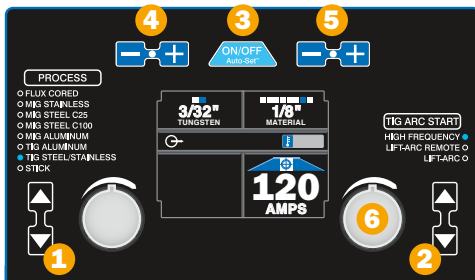 4
3
5
ON/OFF
Auto-Set™
PROCESS
FLUX CORED
MIG STAINLESS
MIG STEEL C25
MIG STEEL C100
MIG ALUMINUM
TIG ALUMINUM
TIG STEEL/STAINLESS
STICK
3/32"
TUNGSTEN
1/8"
MATERIAL
120
AMPS
TIG ARC START
HIGH FREQUENCY
LIFT-ARC REMOTE
LIFT-ARC
1
6
2